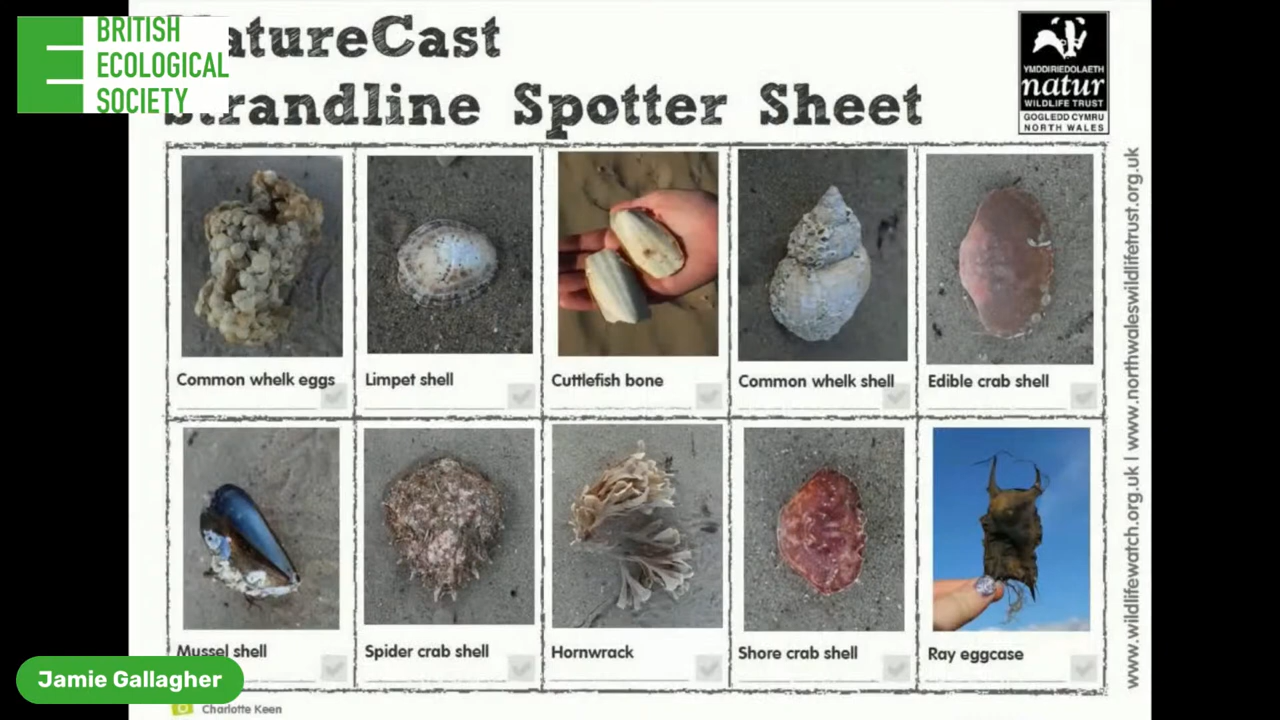 BRITISH
ECOLOGICAL
SOCIETY
atureCast
Strandline Spotter Sheet
YMDDIRIEDOLAETH
natur
WILDLIFE TRUST
GOGLEDD CYMRU
NORTH WALES
Common whelk eggs
Limpet shell
Cuttlefish bone
Common whelk shell
Edible crab shell
Mussel shell
Spider crab shell
Hornwrack
Shore crab shell
Ray eggcase
www.wildlifewatch.org.uk | www.northwaleswildlifetrust.org.uk
Jamie Gallagher
Charlotte Keen